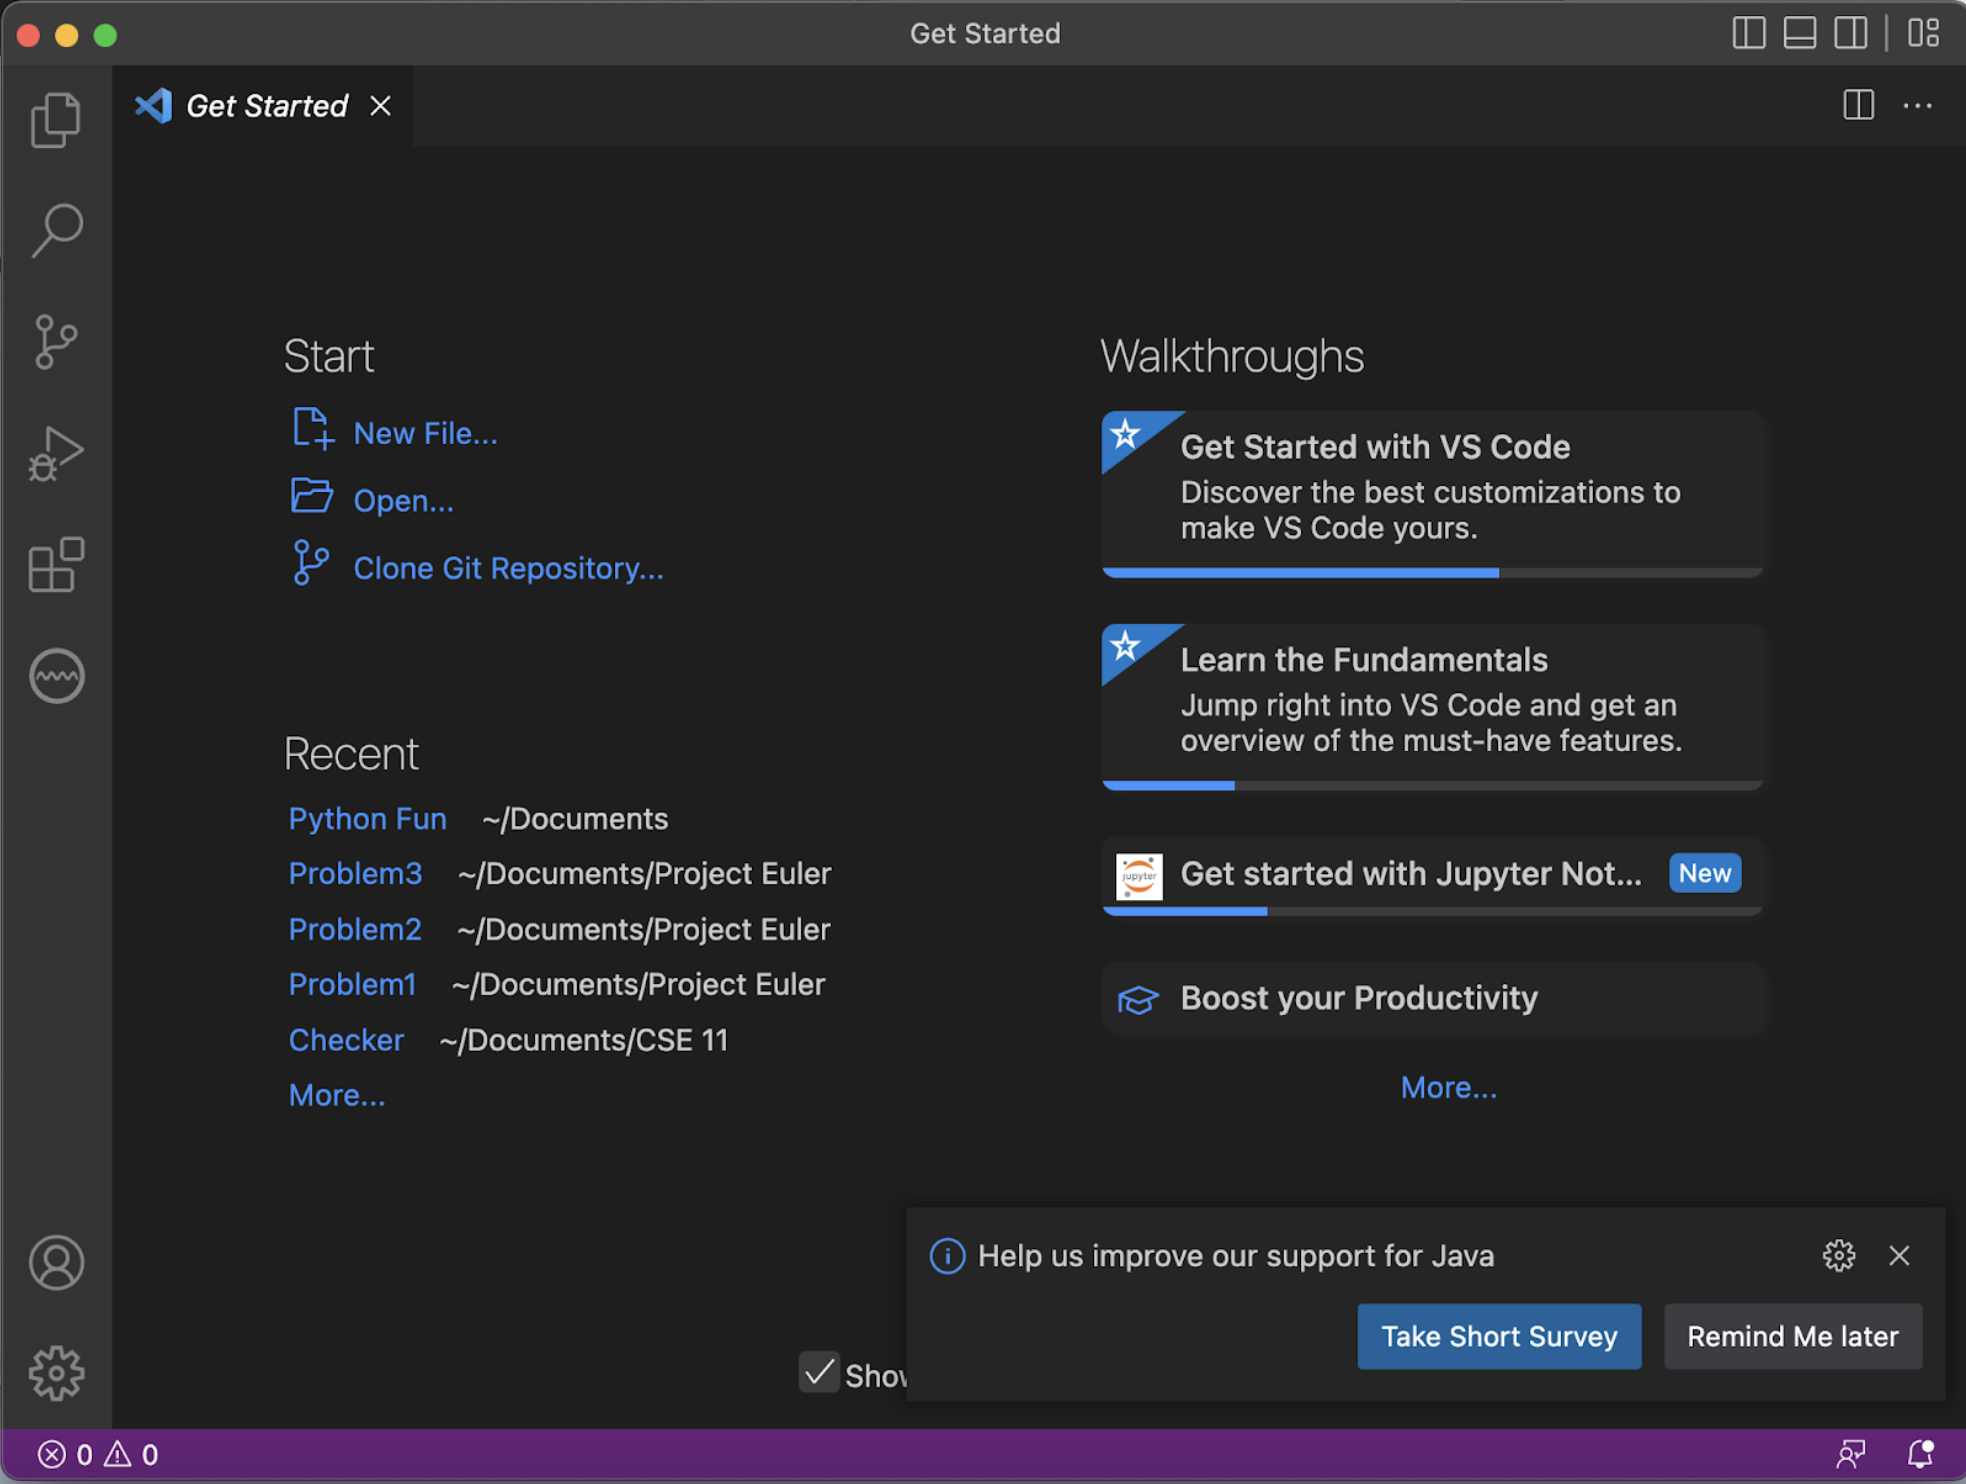 Get Started
Get Started
Start
New File...
Open...
Clone Git Repository...
Recent
Python Fun ~/Documents
Problem3 ~/Documents/Project Euler
Problem2 ~/Documents/Project Euler
Problem1 ~/Documents/Project Euler
Checker ~/Documents/CSE 11
More...
Walkthroughs
Get Started with VS Code
Discover the best customizations to
make VS Code yours.
Learn the Fundamentals
Jump right into VS Code and get an
overview of the must-have features.
jupyter
Get started with Jupyter Not... New
Boost your Productivity
More...
Help us improve our support for Java
Take Short Survey Remind Me later
0 0